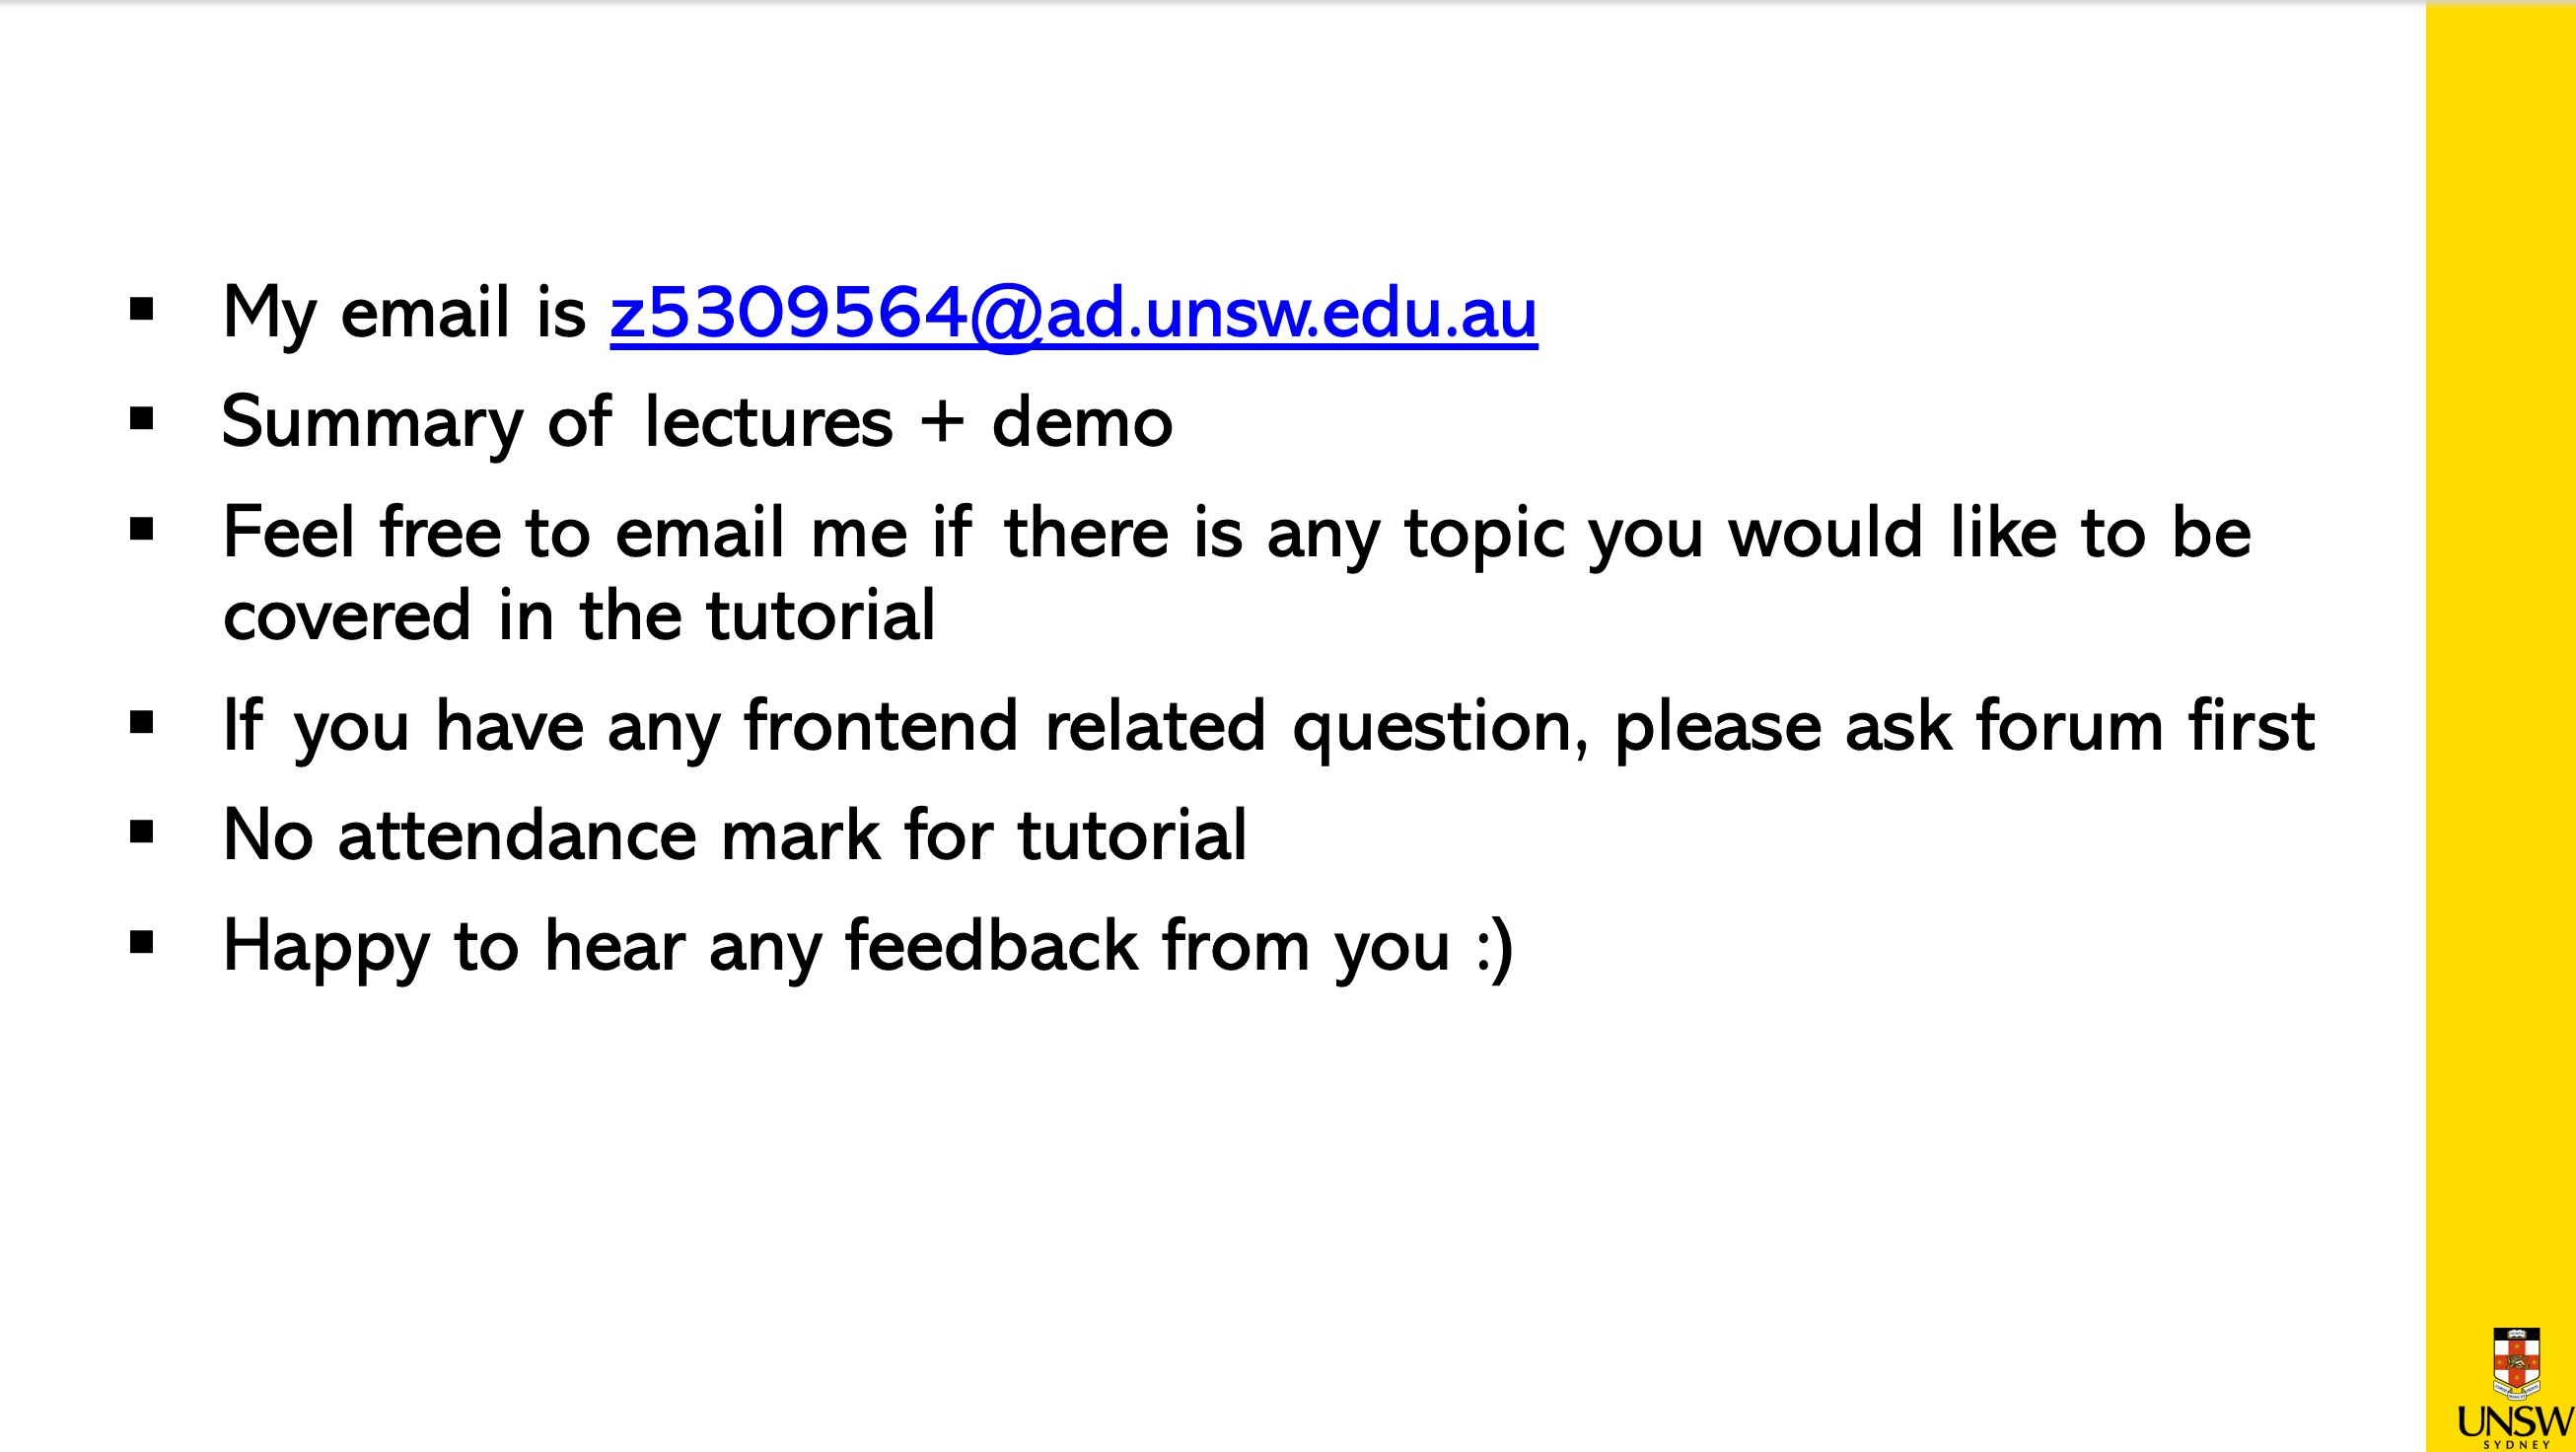 ▪ My email is z5309564@ad.unsw.edu.au
▪ Summary of lectures + demo
▪ Feel free to email me if there is any topic you would like to be
covered in the tutorial
▪ If you have any frontend related question, please ask forum first
▪ No attendance mark for tutorial
▪ Happy to hear any feedback from you :)
UNSW
SYDNEY